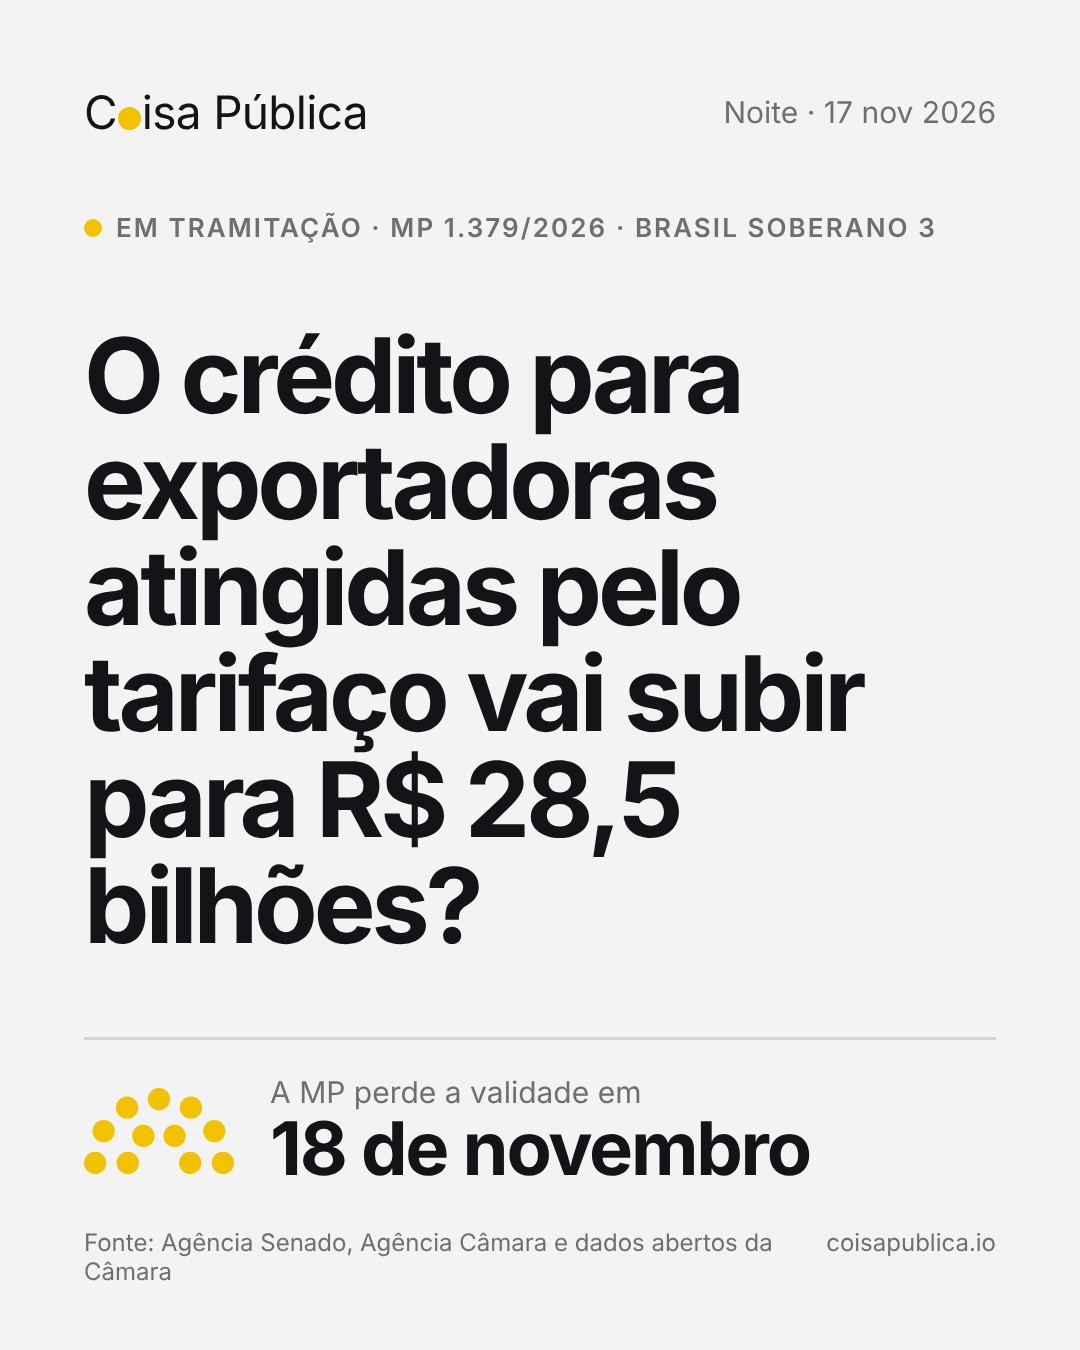 Coisa Pública
Noite · 17 nov 2026
EM TRAMITAÇÃO · MP 1.379/2026 · BRASIL SOBERANO 3
O crédito para
exportadoras
atingidas pelo
tarifaço vai subir
para R$ 28,5
bilhões?
A MP perde a validade em
18 de novembro
Fonte: Agência Senado, Agência Câmara e dados abertos da
Câmara
coisapublica.io